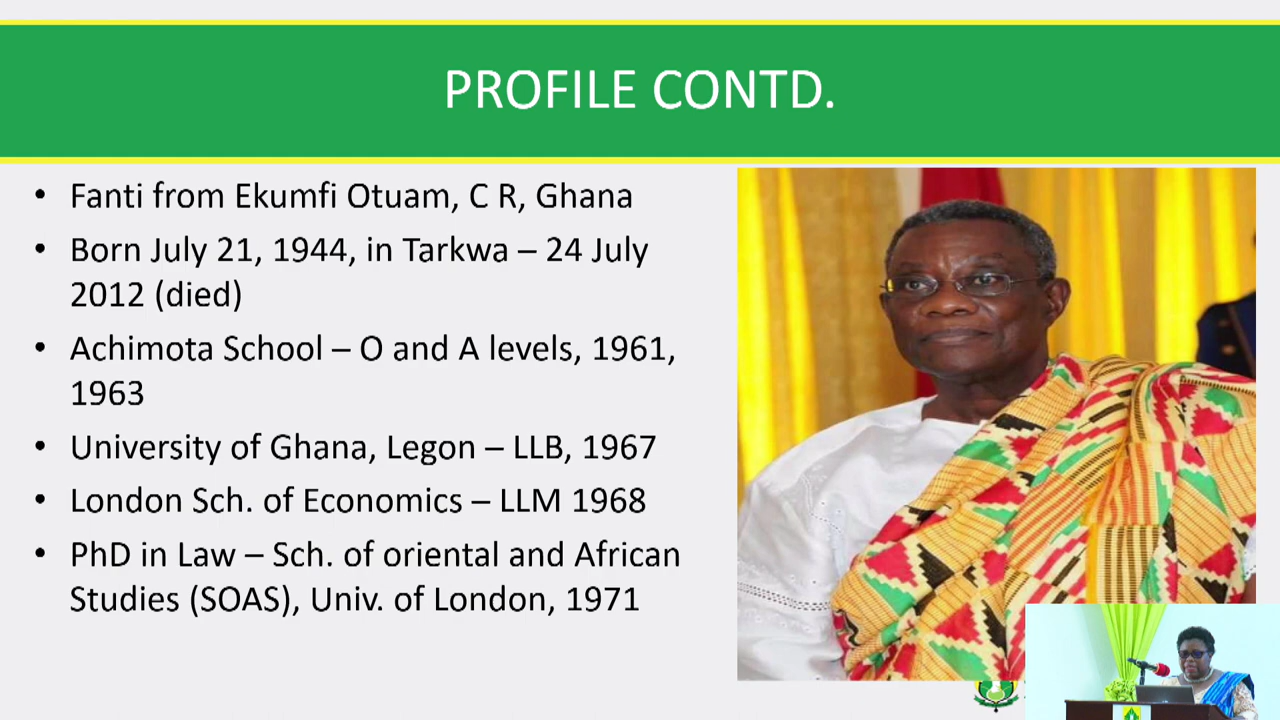 PROFILE CONTD.
• Fanti from Ekumfi Otuam, C R, Ghana
• Born July 21, 1944, in Tarkwa – 24 July
2012 (died)
• Achimota School – O and A levels, 1961,
1963
• University of Ghana, Legon – LLB, 1967
• London Sch. of Economics – LLM 1968
• PhD in Law – Sch. of oriental and African
Studies (SOAS), Univ. of London, 1971